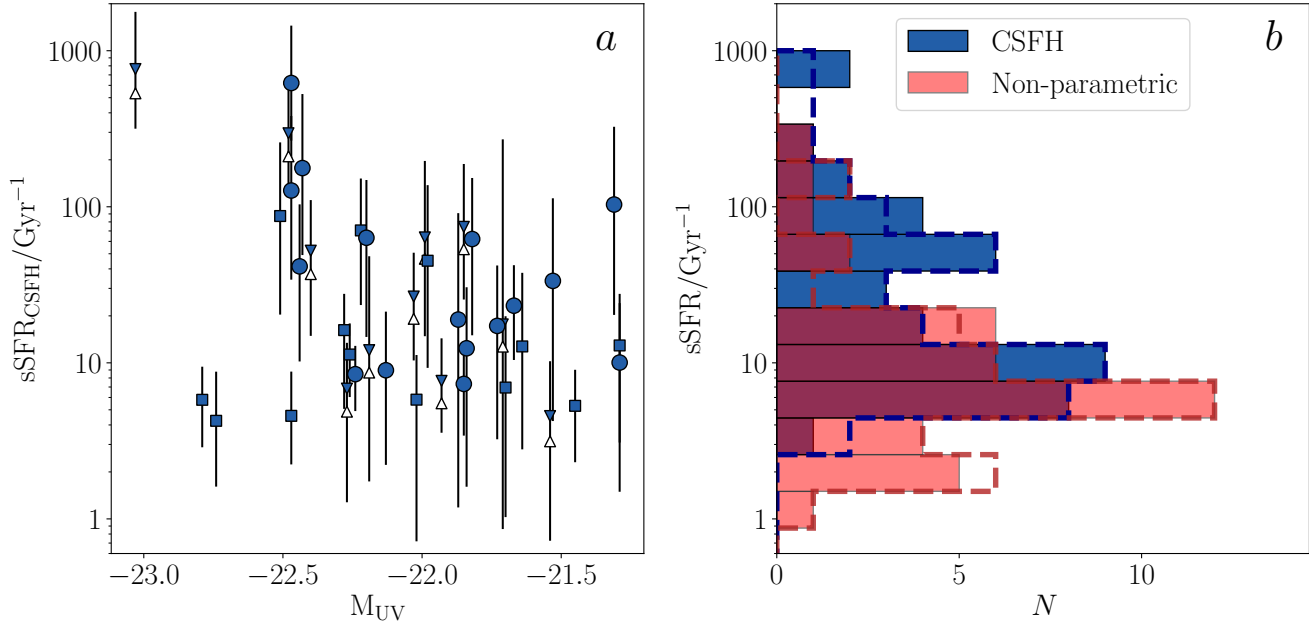 a
1000
100
10
1
sSFR_CSFH/Gyr⁻¹
−23.0 −22.5 −22.0 −21.5
M_UV
b
CSFH
Non-parametric
1000
100
10
1
sSFR/Gyr⁻¹
0 5 10
N